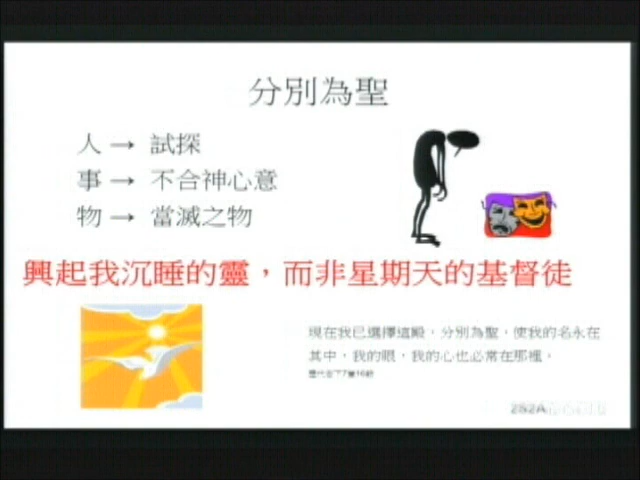 分別為聖
人 → 試探
事 → 不合神心意
物 → 當滅之物
興起我沉睡的靈，而非星期天的基督徒
現在我已選擇這殿，分別為聖，使我的名永在
其中，我的眼，我的心也必常在那裡。
歷代志下7章16節